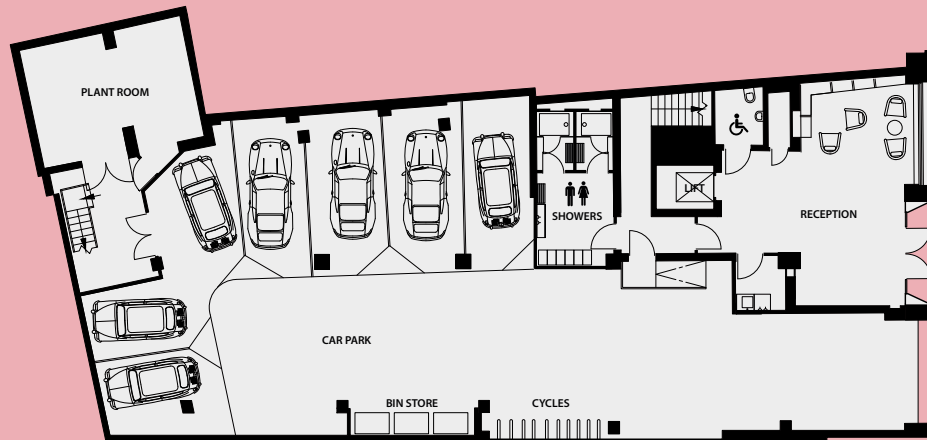 PLANT ROOM
LIFT
SHOWERS
RECEPTION
CAR PARK
BIN STORE
CYCLES